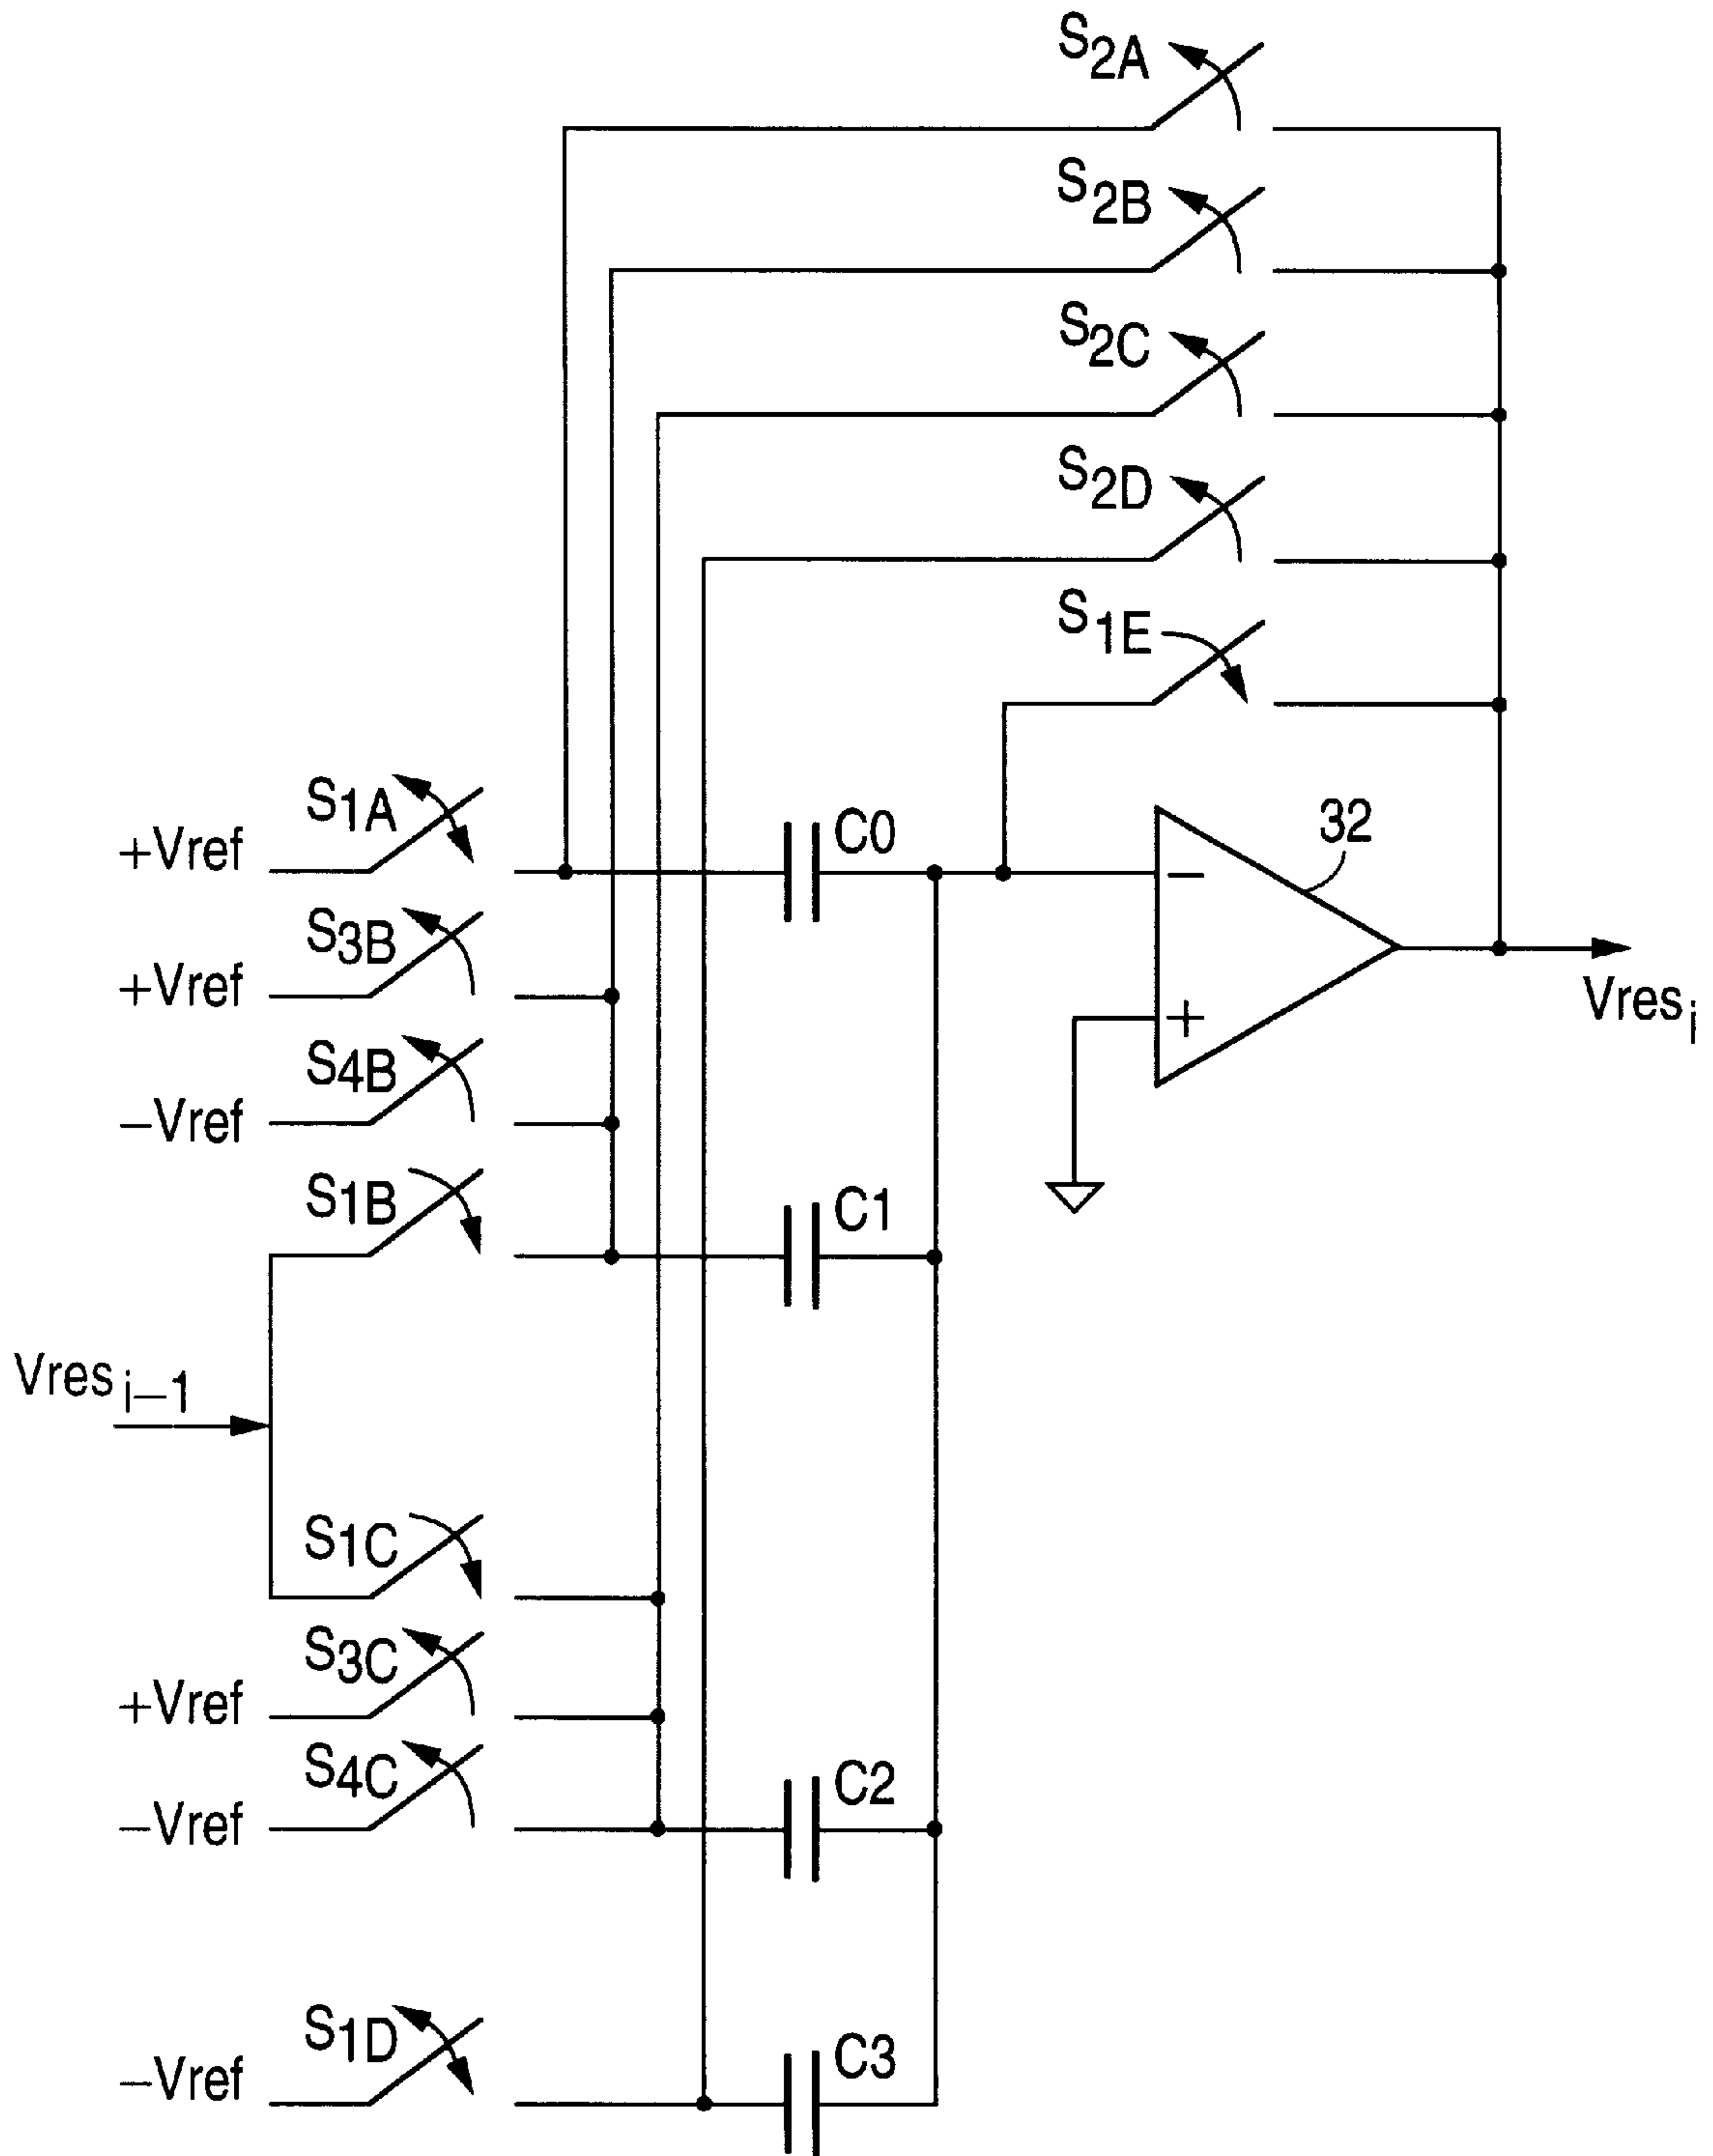 S2A
S2B
S2C
S2D
S1E
S1A
+Vref
C0
32
S3B
+Vref
−
+
Vresi
S4B
−Vref
S1B
C1
Vresi−1
S1C
S3C
+Vref
S4C
−Vref
C2
S1D
−Vref
C3